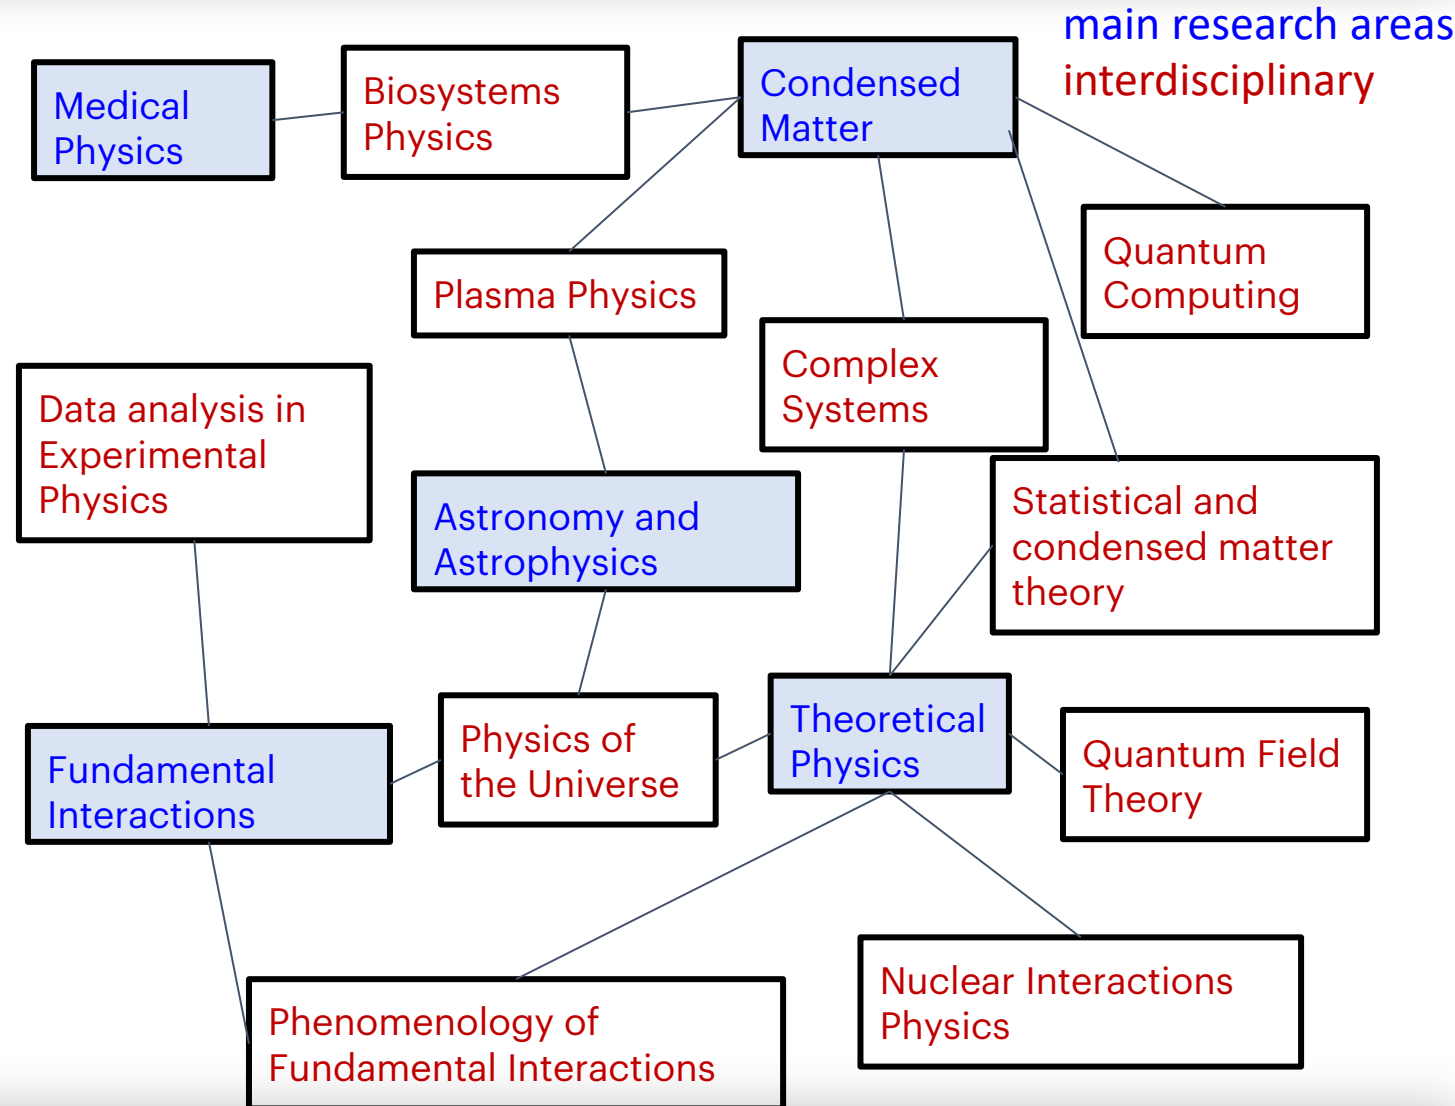 main research areas
interdisciplinary
Medical
Physics
Biosystems
Physics
Condensed
Matter
Quantum
Computing
Plasma Physics
Complex
Systems
Data analysis in
Experimental
Physics
Astronomy and
Astrophysics
Statistical and
condensed matter
theory
Fundamental
Interactions
Physics of
the Universe
Theoretical
Physics
Quantum Field
Theory
Phenomenology of
Fundamental Interactions
Nuclear Interactions
Physics